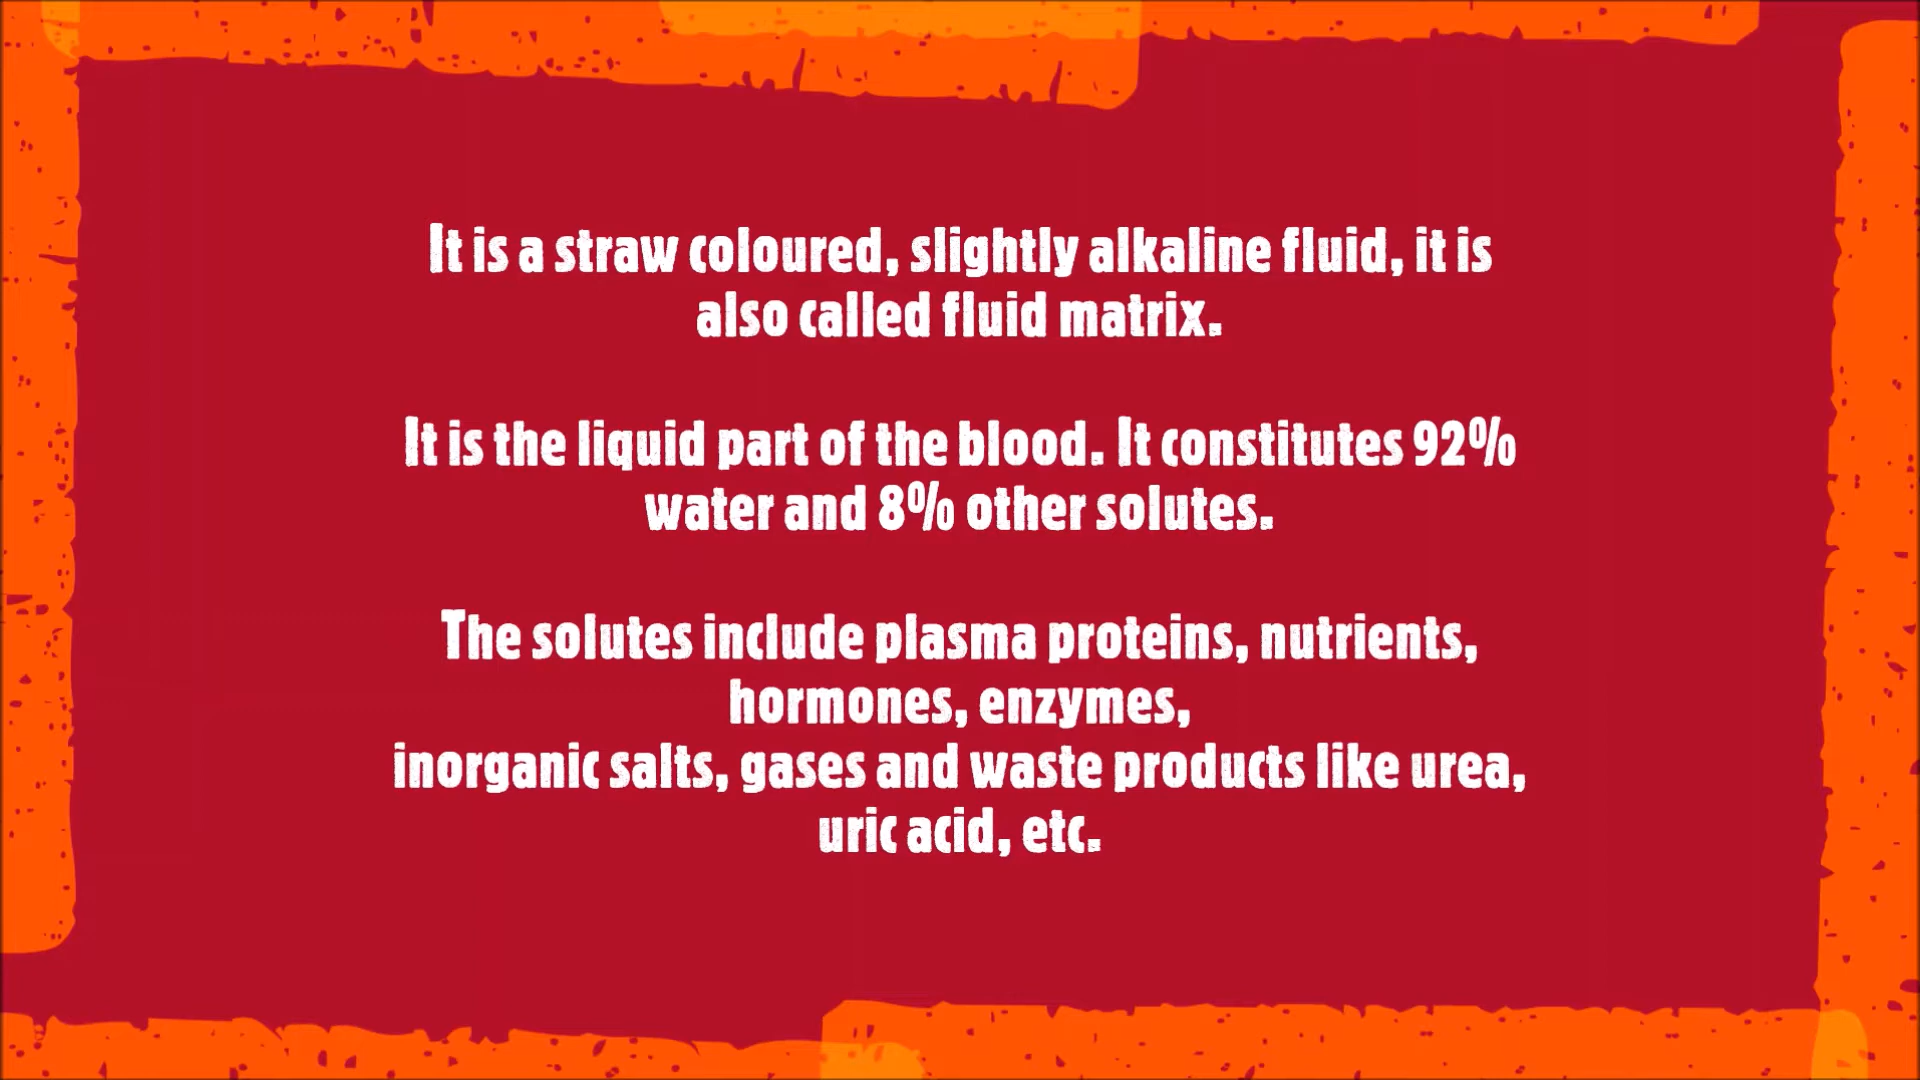 It is a straw coloured, slightly alkaline fluid, it is
also called fluid matrix.
It is the liquid part of the blood. It constitutes 92%
water and 8% other solutes.
The solutes include plasma proteins, nutrients,
hormones, enzymes,
inorganic salts, gases and waste products like urea,
uric acid, etc.